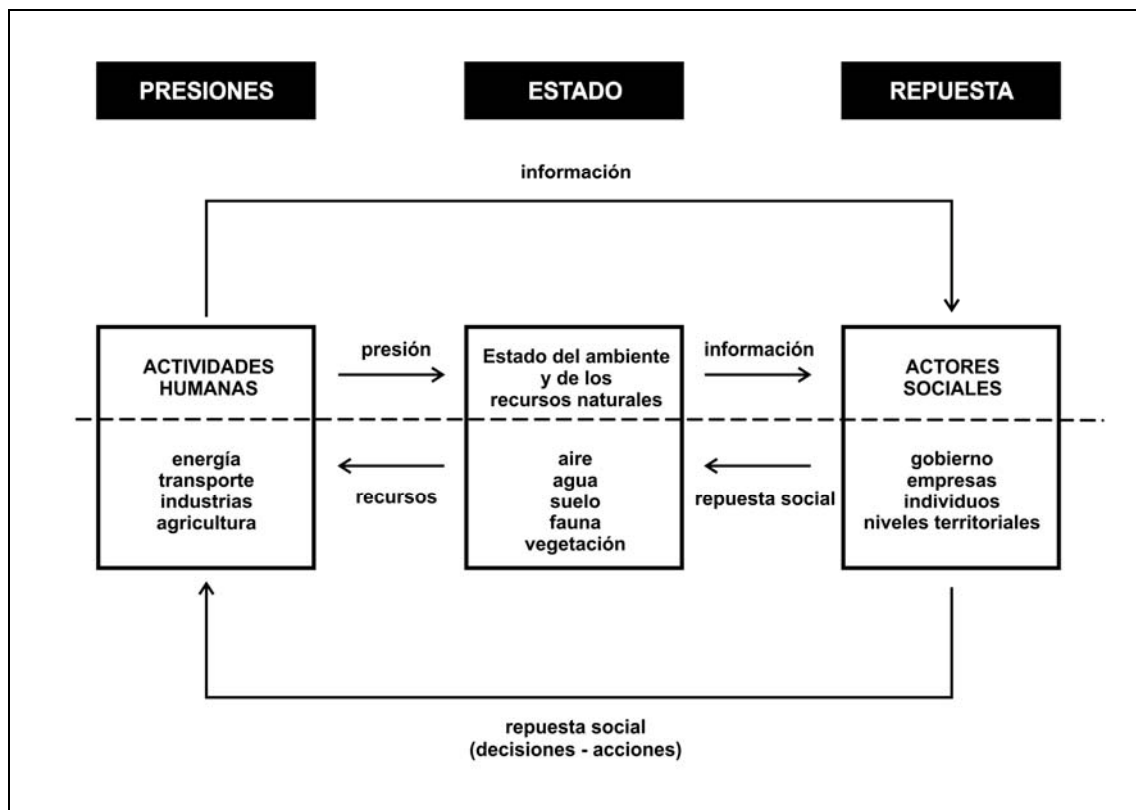 PRESIONES
ESTADO
REPUESTA
información
ACTIVIDADES
HUMANAS
presión
Estado del ambiente
y de los
recursos naturales
información
ACTORES
SOCIALES
energía
transporte
industrias
agricultura
recursos
aire
agua
suelo
fauna
vegetación
repuesta social
gobierno
empresas
individuos
niveles territoriales
repuesta social
(decisiones - acciones)